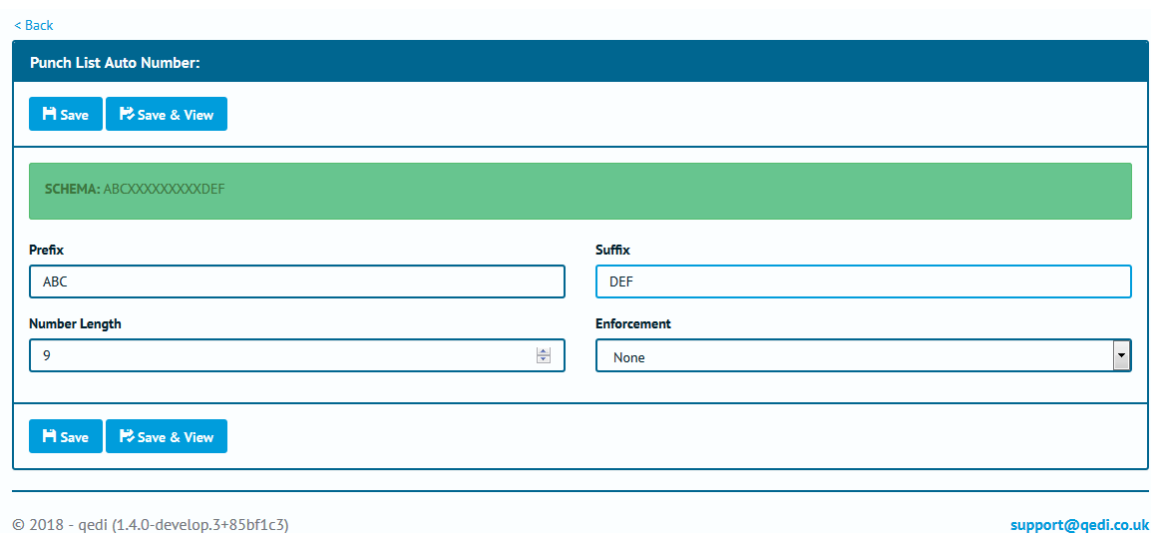 < Back
Punch List Auto Number:
Save Save & View
SCHEMA: ABCXXXXXXXXXDEF
Prefix Suffix
ABC DEF
Number Length Enforcement
9 None
Save Save & View
© 2018 - qedi (1.4.0-develop.3+85bf1c3) support@qedi.co.uk